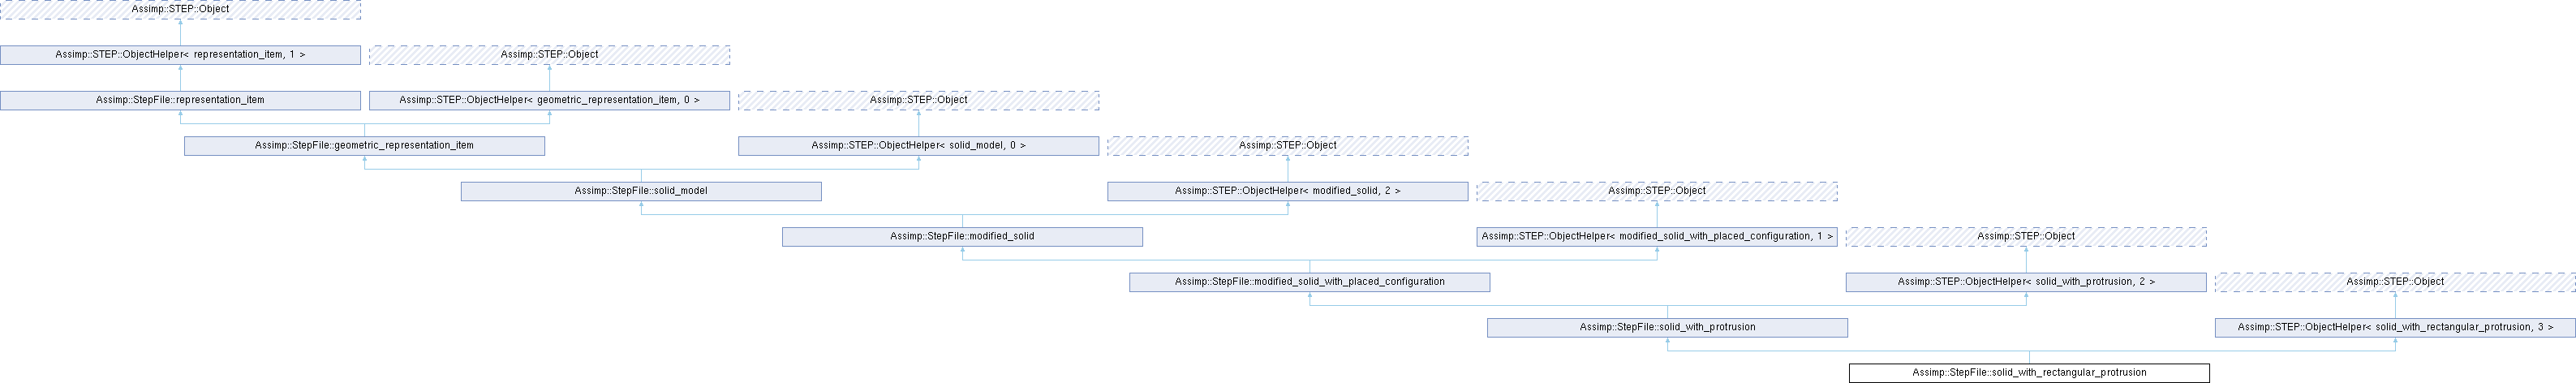 Assimp::STEP::Object
Assimp::STEP::ObjectHelper< representation_item, 1 >
Assimp::STEP::Object
Assimp::StepFile::representation_item
Assimp::STEP::ObjectHelper< geometric_representation_item, 0 >
Assimp::STEP::Object
Assimp::StepFile::geometric_representation_item
Assimp::STEP::ObjectHelper< solid_model, 0 >
Assimp::STEP::Object
Assimp::StepFile::solid_model
Assimp::STEP::ObjectHelper< modified_solid, 2 >
Assimp::STEP::Object
Assimp::StepFile::modified_solid
Assimp::STEP::ObjectHelper< modified_solid_with_placed_configuration, 1 >
Assimp::STEP::Object
Assimp::StepFile::modified_solid_with_placed_configuration
Assimp::STEP::ObjectHelper< solid_with_protrusion, 2 >
Assimp::STEP::Object
Assimp::StepFile::solid_with_protrusion
Assimp::STEP::ObjectHelper< solid_with_rectangular_protrusion, 3 >
Assimp::StepFile::solid_with_rectangular_protrusion